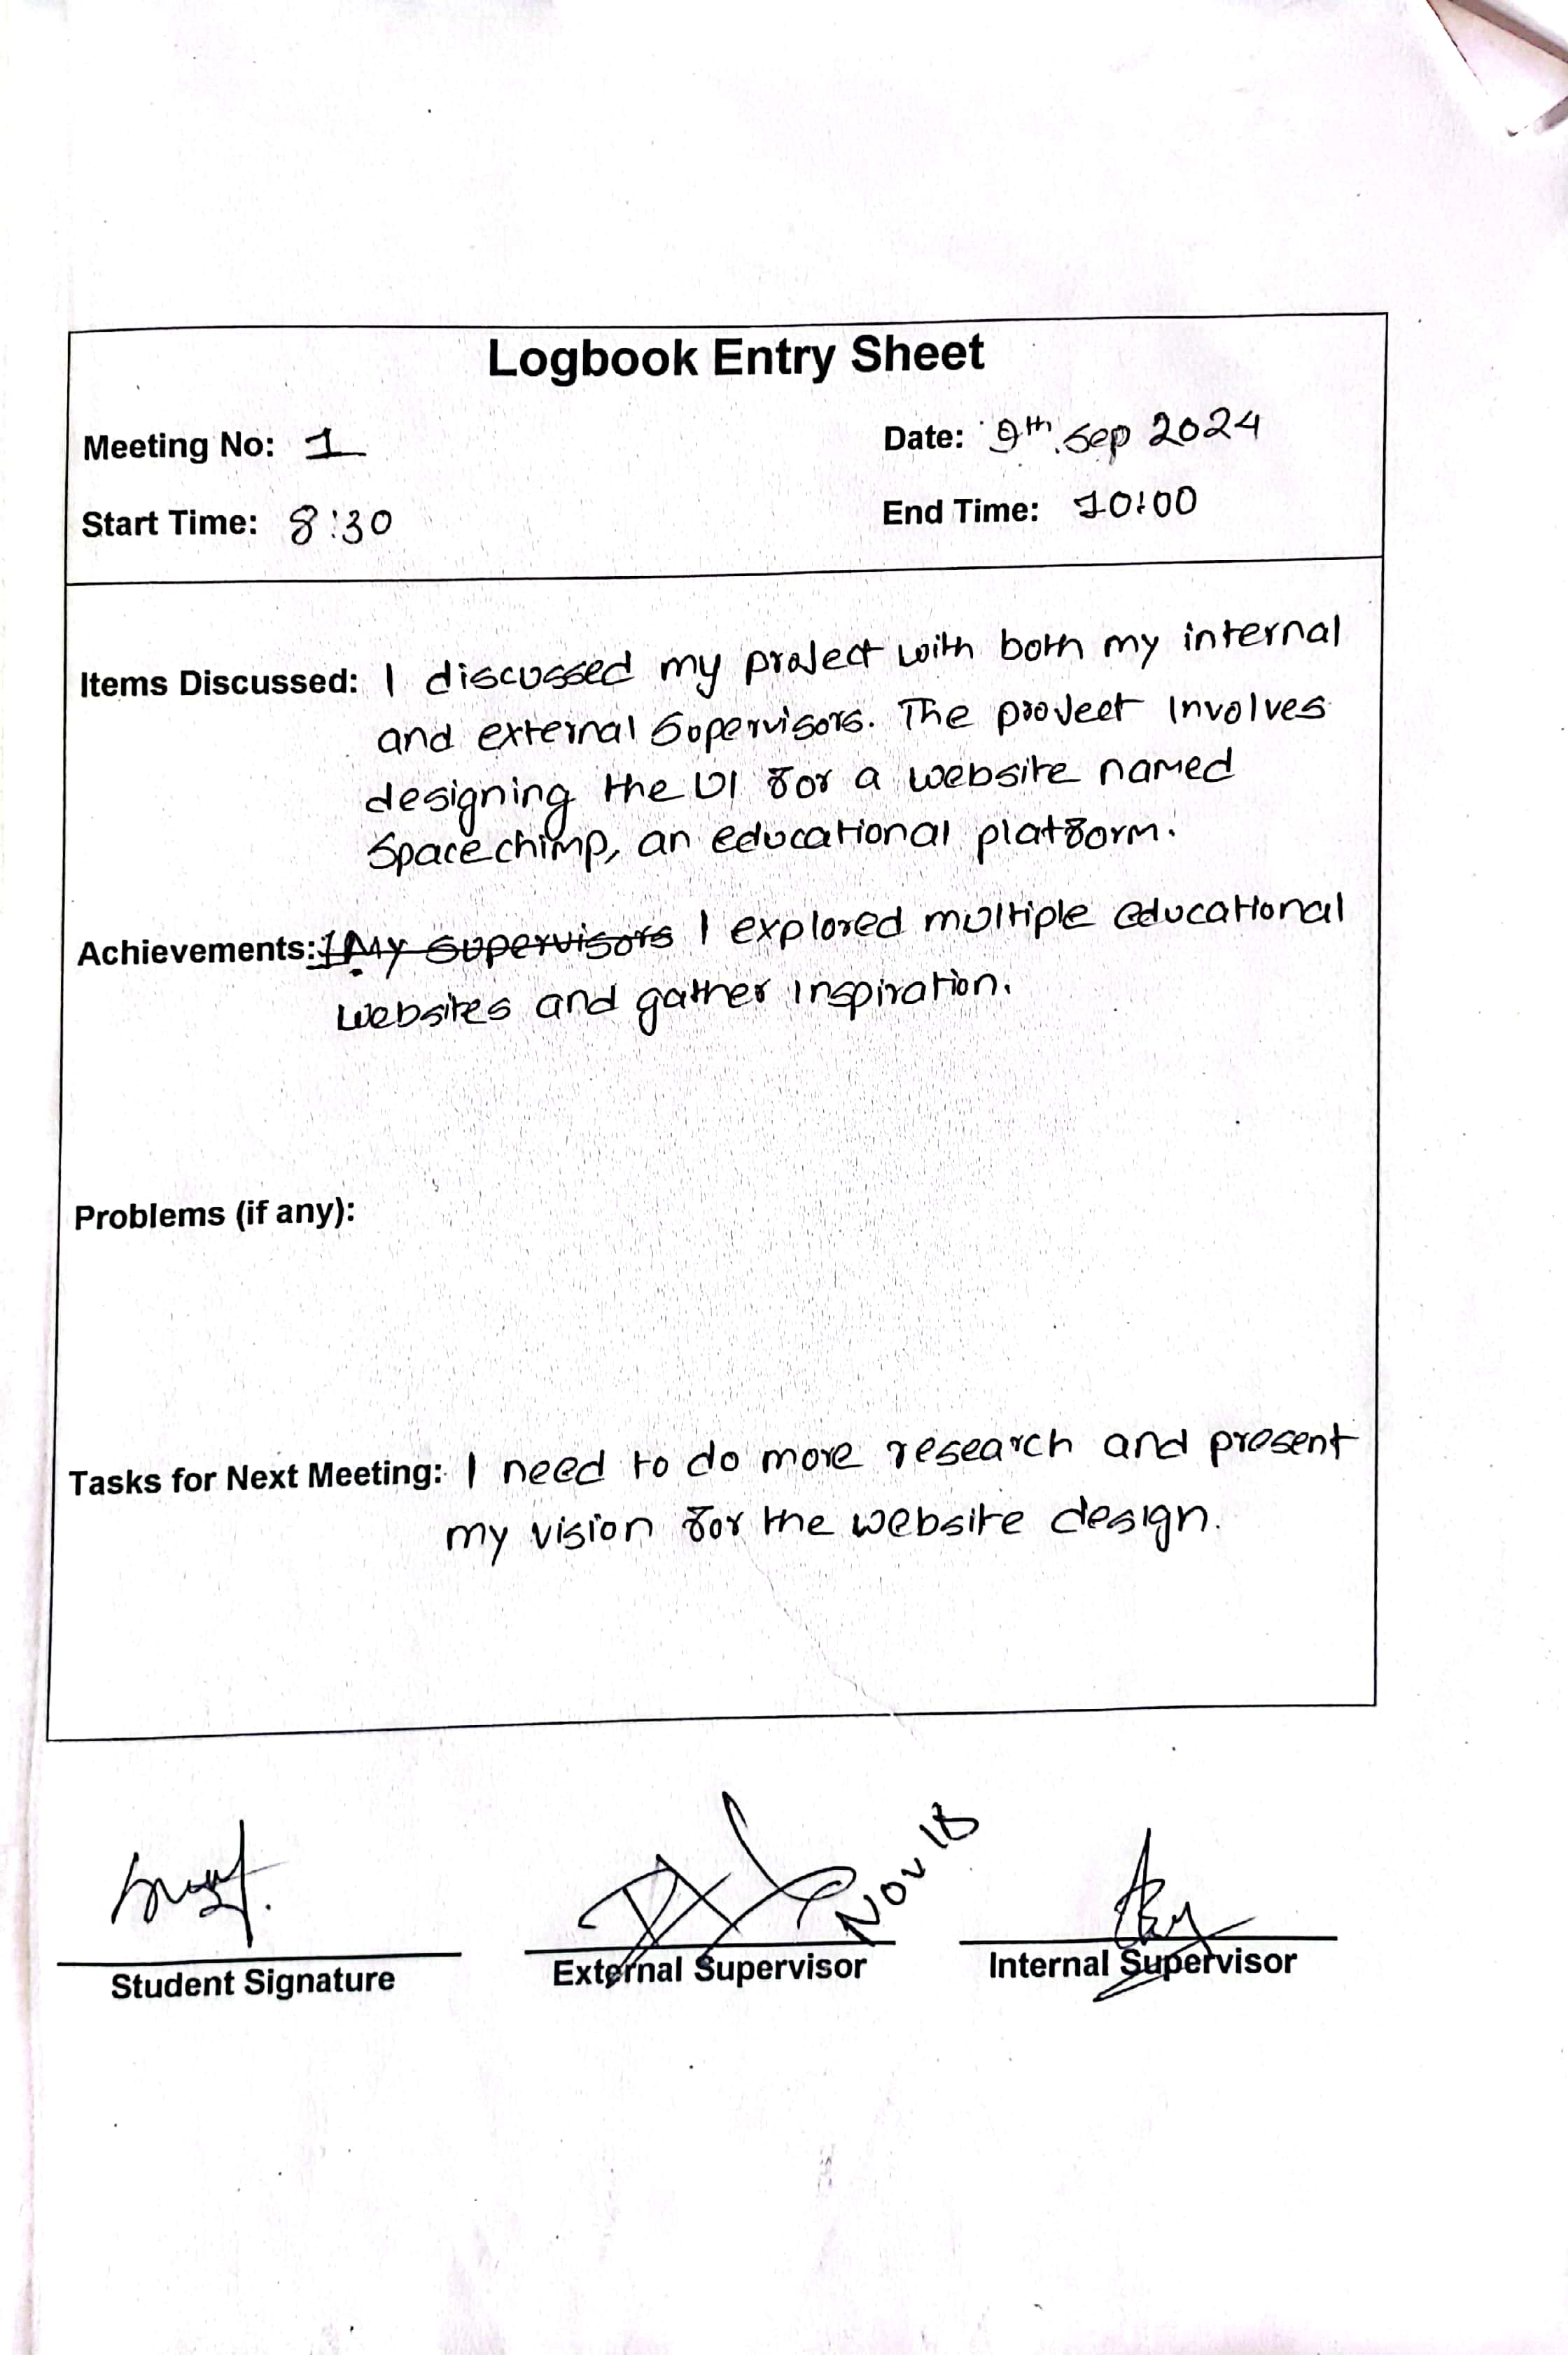 Logbook Entry Sheet
Meeting No: 1
Date: 9th Sep 2024
Start Time: 8:30
End Time: 10:00
Items Discussed: I discussed my project with both my internal
and external Supervisors. The project Involves
designing the UI for a website named
Spacechimp, an educational platform.
Achievements: 1. My supervisors I explored multiple educational
websites and gather inspiration.
Problems (if any):
Tasks for Next Meeting: I need to do more research and present
my vision for the website design.
Nov 18
Student Signature
External Supervisor
Internal Supervisor